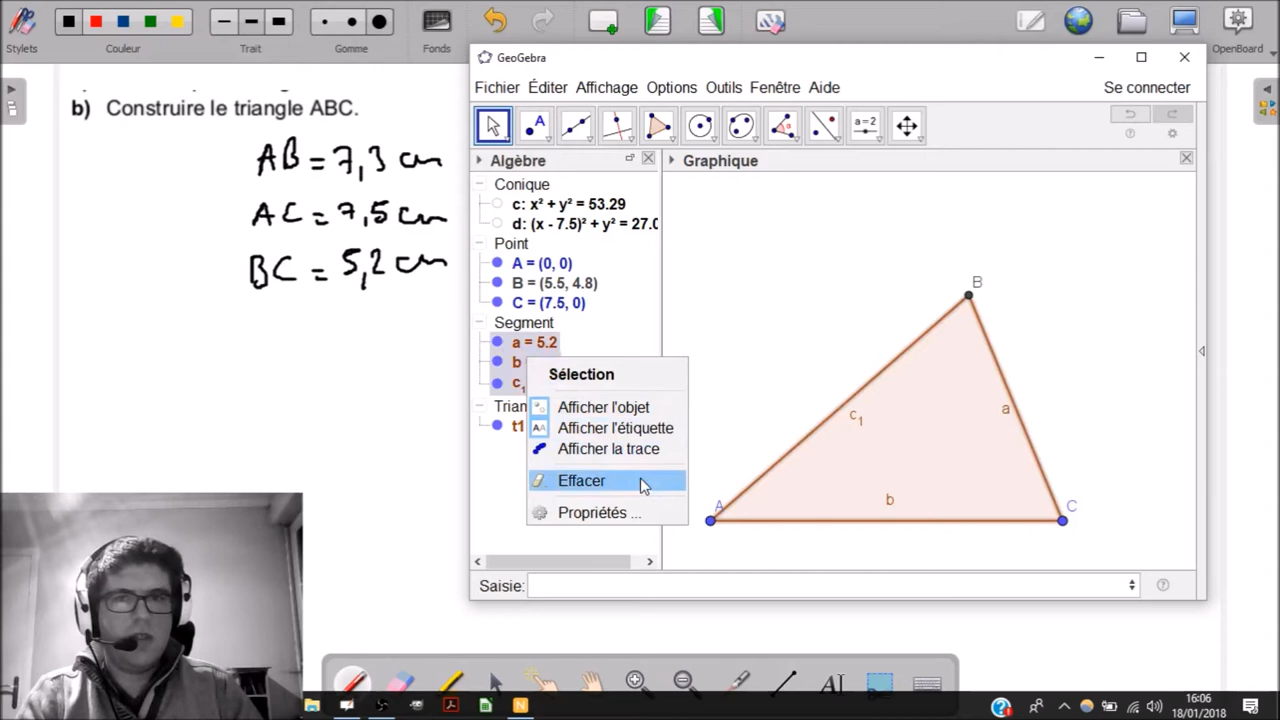 Stylets
Couleur
Trait
Gomme
Fonds
OpenBoard
b) Construire le triangle ABC.
AB = 7,3 cm
AC = 7,5 cm
BC = 5,2 cm
GeoGebra
Fichier Éditer Affichage Options Outils Fenêtre Aide
Se connecter
A
a=2
Algèbre
Graphique
Conique
c: x² + y² = 53.29
d: (x - 7.5)² + y² = 27.0
Point
A = (0, 0)
B = (5.5, 4.8)
C = (7.5, 0)
Segment
a = 5.2
b
c₁
Trian
t1
Sélection
Afficher l'objet
AA Afficher l'étiquette
Afficher la trace
Effacer
Propriétés ...
B
c₁
a
b
A
C
Saisie:
16:06
18/01/2018